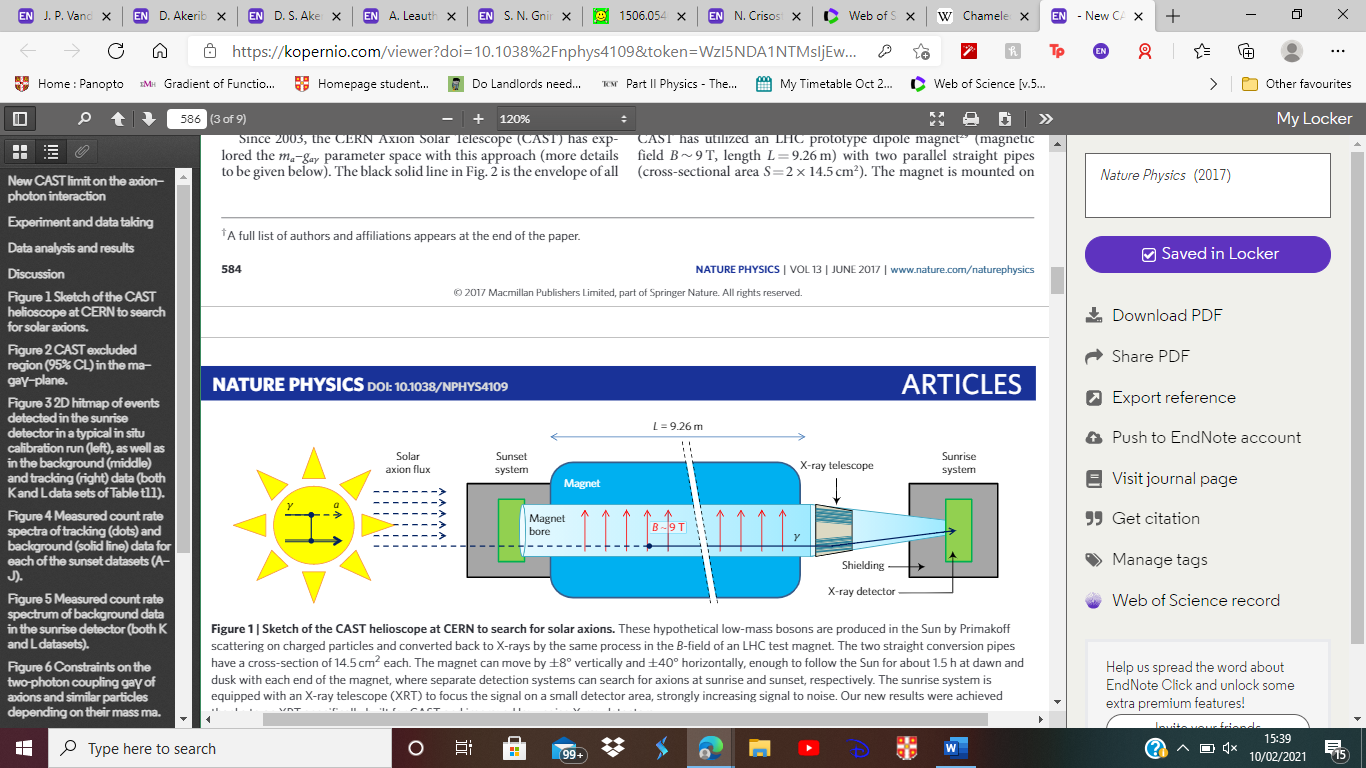 J. P. Vand
D. Akerib
D. S. Ake
A. Leauth
S. N. Gnir
1506.054
N. Crisos
Web of S
Chamele
- New CA
https://kopernio.com/viewer?doi=10.1038%2Fnphys4109&token=WzI5NDA1NTMsIjEw...
Home : Panopto
Gradient of Functio...
Homepage student...
Do Landlords need...
Part II Physics - The...
My Timetable Oct 2...
Web of Science [v.5...
Other favourites
586 (3 of 9)
120%
My Locker
New CAST limit on the axion–
photon interaction
Experiment and data taking
Data analysis and results
Discussion
Figure 1 Sketch of the CAST
helioscope at CERN to search
for solar axions.
Figure 2 CAST excluded
region (95% CL) in the ma–
gaγ-plane.
Figure 3 2D hitmap of events
detected in the sunrise
detector in a typical in situ
calibration run (left), as well as
in the background (middle)
and tracking (right) data (both
K and L data sets of Table t11).
Figure 4 Measured count rate
spectra of tracking (dots) and
background (solid line) data for
each of the sunset datasets (A–
J).
Figure 5 Measured count rate
spectrum of background data
in the sunrise detector (both K
and L datasets).
Figure 6 Constraints on the
two-photon coupling gaγ of
axions and similar particles
depending on their mass ma.
Since 2003, the CERN Axion Solar Telescope (CAST) has exp-
lored the ma–gaγ parameter space with this approach (more details
to be given below). The black solid line in Fig. 2 is the envelope of all
CAST has utilized an LHC prototype dipole magnet29 (magnetic
field B ~ 9 T, length L = 9.26 m) with two parallel straight pipes
(cross-sectional area S = 2 × 14.5 cm2). The magnet is mounted on
†A full list of authors and affiliations appears at the end of the paper.
584
NATURE PHYSICS | VOL 13 | JUNE 2017 | www.nature.com/naturephysics
© 2017 Macmillan Publishers Limited, part of Springer Nature. All rights reserved.
NATURE PHYSICS DOI: 10.1038/NPHYS4109
ARTICLES
L = 9.26 m
Solar
axion flux
Sunset
system
X-ray telescope
Sunrise
system
Magnet
γ
a
Magnet
bore
B ~ 9 T
γ
Shielding
X-ray detector
Figure 1 | Sketch of the CAST helioscope at CERN to search for solar axions. These hypothetical low-mass bosons are produced in the Sun by Primakoff
scattering on charged particles and converted back to X-rays by the same process in the B-field of an LHC test magnet. The two straight conversion pipes
have a cross-section of 14.5 cm2 each. The magnet can move by ±8° vertically and ±40° horizontally, enough to follow the Sun for about 1.5 h at dawn and
dusk with each end of the magnet, where separate detection systems can search for axions at sunrise and sunset, respectively. The sunrise system is
equipped with an X-ray telescope (XRT) to focus the signal on a small detector area, strongly increasing signal to noise. Our new results were achieved
Nature Physics (2017)
Saved in Locker
Download PDF
Share PDF
Export reference
Push to EndNote account
Visit journal page
Get citation
Manage tags
Web of Science record
Help us spread the word about
EndNote Click and unlock some
extra premium features!
Invite your friends
Type here to search
99+
15:39
10/02/2021
15